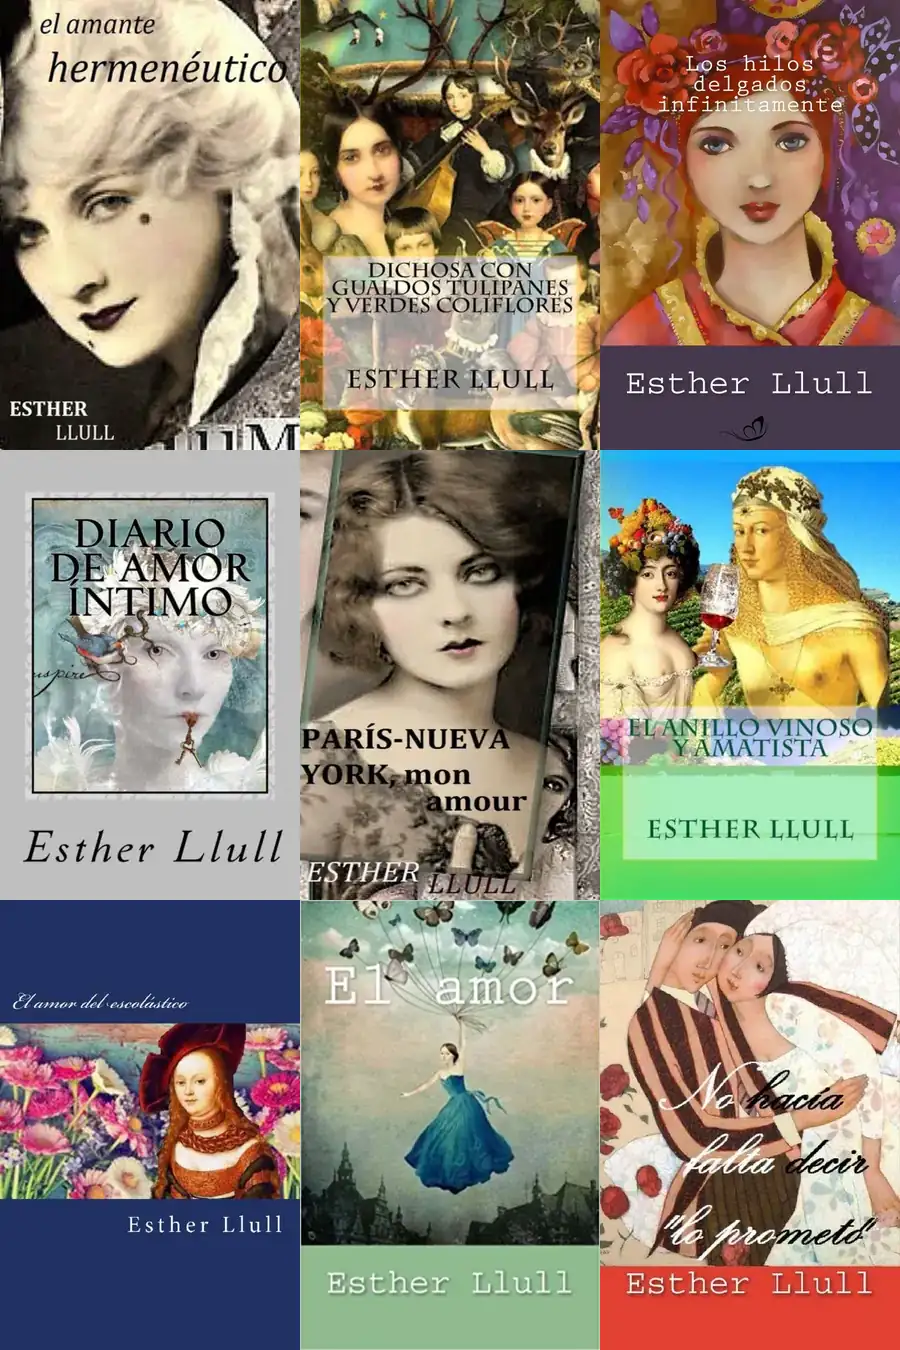 el amante
hermenéutico
ESTHER
LLULL
DICHOSA CON
GUALDOS TULIPANES
Y VERDES COLIFLORES
ESTHER LLULL
Los hilos
delgados
infinitamente
Esther Llull
DIARIO
DE AMOR
ÍNTIMO
Esther Llull
PARÍS-NUEVA
YORK, mon
amour
ESTHER LLULL
EL ANILLO VINOSO
Y AMATISTA
ESTHER LLULL
El amor del escolástico
Esther Llull
El amor
Esther Llull
No hacía
falta decir
"lo prometo"
Esther Llull